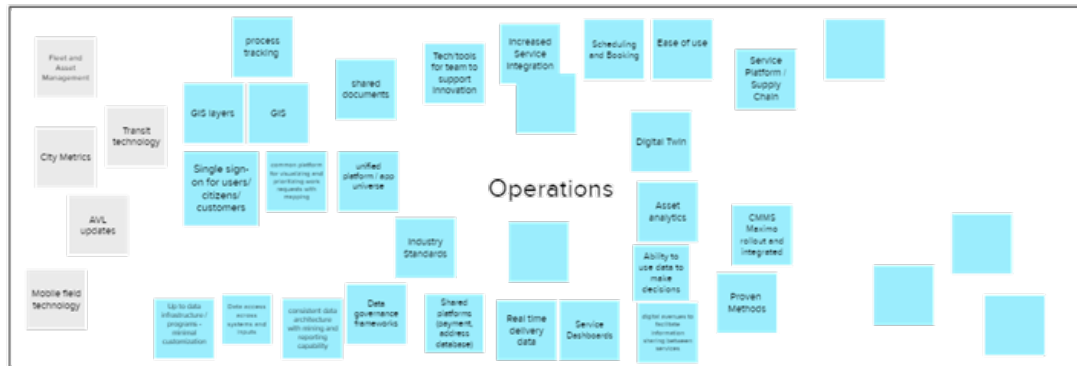 Fleet and
Asset
Management
process
tracking
shared
documents
Tech/tools
for team to
support
Innovation
Increased
Service
Integration
Scheduling
and Booking
Ease of use
Service
Platform /
Supply
Chain
GIS layers
GIS
Transit
technology
City Metrics
Digital Twin
Single sign-
on for users/
citizens/
customers
common platform
for visualizing and
prioritizing work
requests with
mapping
unified
platform / app
universe
Operations
AVL
updates
Industry
Standards
Asset
analytics
CMMS
Maximo
rollout and
integrated
Ability to
use data to
make
decisions
Mobile field
technology
Up to data
infrastructure /
programs -
minimal
customization
Data access
across
systems and
inputs
consistent data
architecture with
mining and
reporting
capability
Data
governance
frameworks
Shared
platforms
(payment,
address
database)
Real time
delivery
data
Service
Dashboards
digital avenues to
facilitate
information
sharing between
services
Proven
Methods